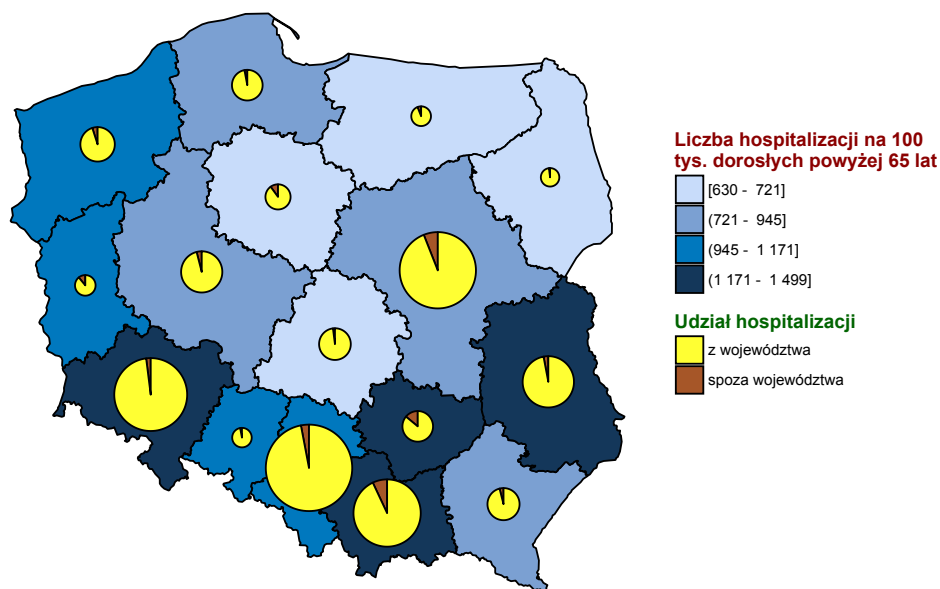 Liczba hospitalizacji na 100
tys. dorosłych powyżej 65 lat
[630 - 721]
(721 - 945]
(945 - 1 171]
(1 171 - 1 499]
Udział hospitalizacji
z województwa
spoza województwa